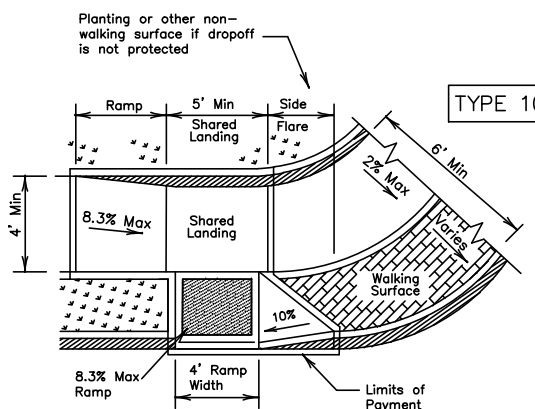 Planting or other non-
walking surface if dropoff
is not protected
TYPE 10
Ramp
5' Min
Side
Shared
Landing
Flare
6' Min
2% Max
4' Min
8.3% Max
Shared
Landing
Varies
Walking
Surface
10%
8.3% Max
Ramp
4' Ramp
Width
Limits of
Payment